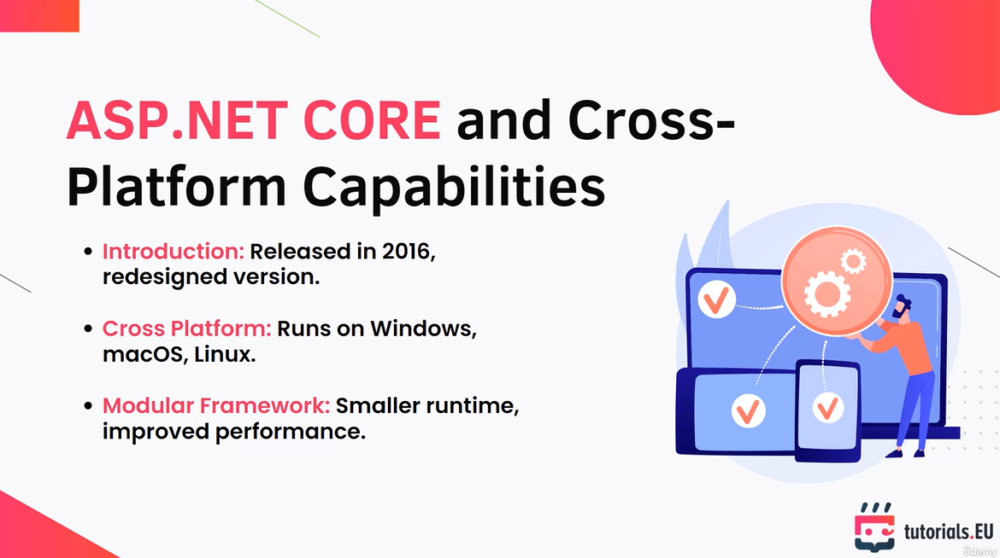 ASP.NET CORE and Cross-
Platform Capabilities
• Introduction: Released in 2016,
redesigned version.
• Cross Platform: Runs on Windows,
macOS, Linux.
• Modular Framework: Smaller runtime,
improved performance.
tutorials.EU
ûdemy